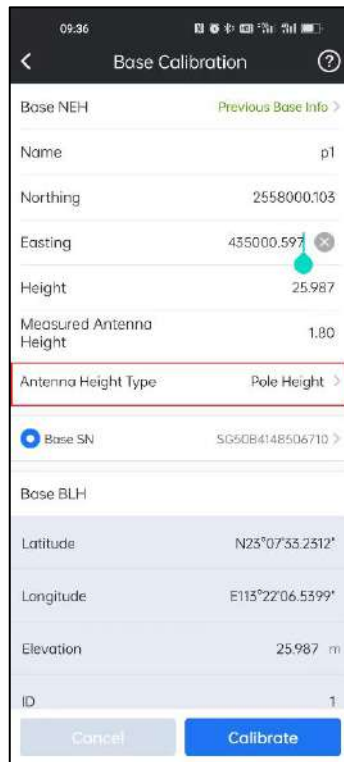 09:36
Base Calibration
Base NEH Previous Base Info >
Name p1
Northing 2558000.103
Easting 435000.597
Height 25.987
Measured Antenna
Height 1.80
Antenna Height Type Pole Height >
Base SN SG50B4148506710 >
Base BLH
Latitude N23°07'33.2312"
Longitude E113°22'06.5399"
Elevation 25.987 m
ID 1
Cancel Calibrate